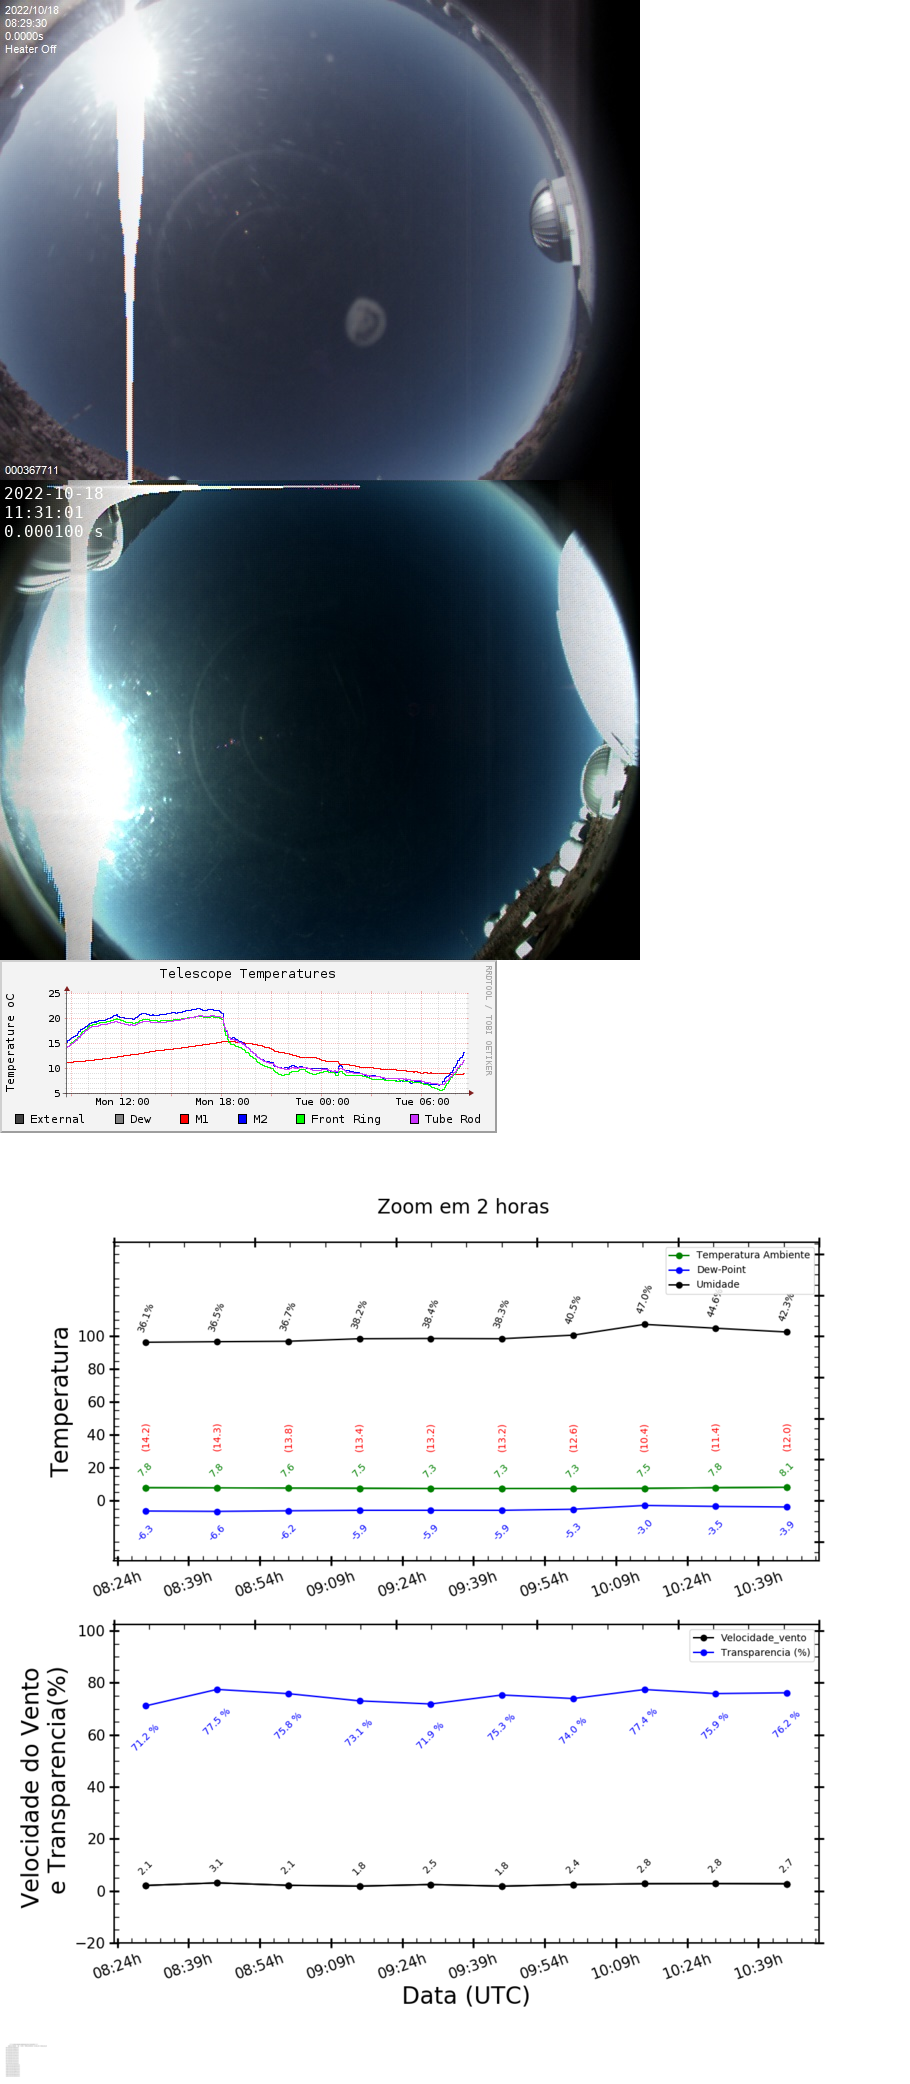 2022/10/18
08:29:30
0.0000s
Heater Off
000367711
2022-10-18
11:31:01
0.000100 s
Telescope Temperatures
RRDTOOL / TOBI OETIKER
Temperature oC
25
20
15
10
5
Mon 12:00 Mon 18:00 Tue 00:00 Tue 06:00
External Dew M1 M2 Front Ring Tube Rod
Zoom em 2 horas
Temperatura Ambiente
Dew-Point
Umidade
Temperatura
36.1% 36.5% 36.7% 38.2% 38.4% 38.3% 40.5% 47.0% 44.6% 42.3%
100
80
60
40
20
0
(14.2) (14.3) (13.8) (13.4) (13.2) (13.2) (12.6) (10.4) (11.4) (12.0)
7.8 7.8 7.6 7.5 7.3 7.3 7.3 7.5 7.8 8.1
-6.3 -6.6 -6.2 -5.9 -5.9 -5.9 -5.3 -3.0 -3.5 -3.9
08:24h 08:39h 08:54h 09:09h 09:24h 09:39h 09:54h 10:09h 10:24h 10:39h
Velocidade_vento
Transparencia (%)
Velocidade do Vento
e Transparencia(%)
100
80
60
40
20
0
−20
71.2 % 77.5 % 75.8 % 73.1 % 71.9 % 75.3 % 74.0 % 77.4 % 75.9 % 76.2 %
2.1 3.1 2.1 1.8 2.5 1.8 2.4 2.8 2.8 2.7
08:24h 08:39h 08:54h 09:09h 09:24h 09:39h 09:54h 10:09h 10:24h 10:39h
Data (UTC)